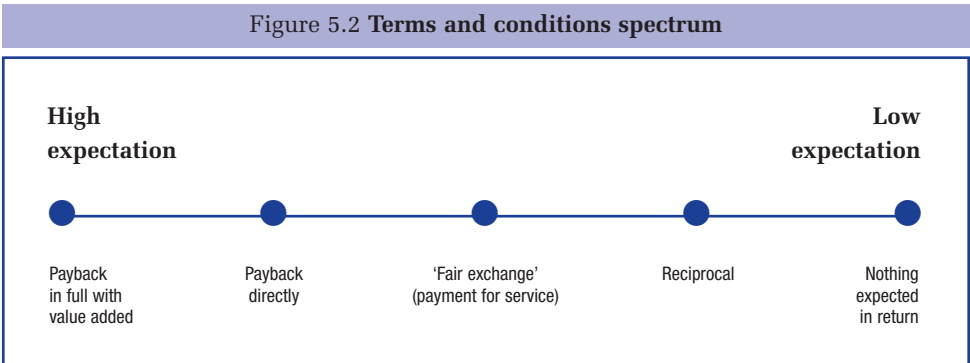 Figure 5.2 Terms and conditions spectrum
High
expectation
Low
expectation
Payback
in full with
value added
Payback
directly
‘Fair exchange’
(payment for service)
Reciprocal
Nothing
expected
in return